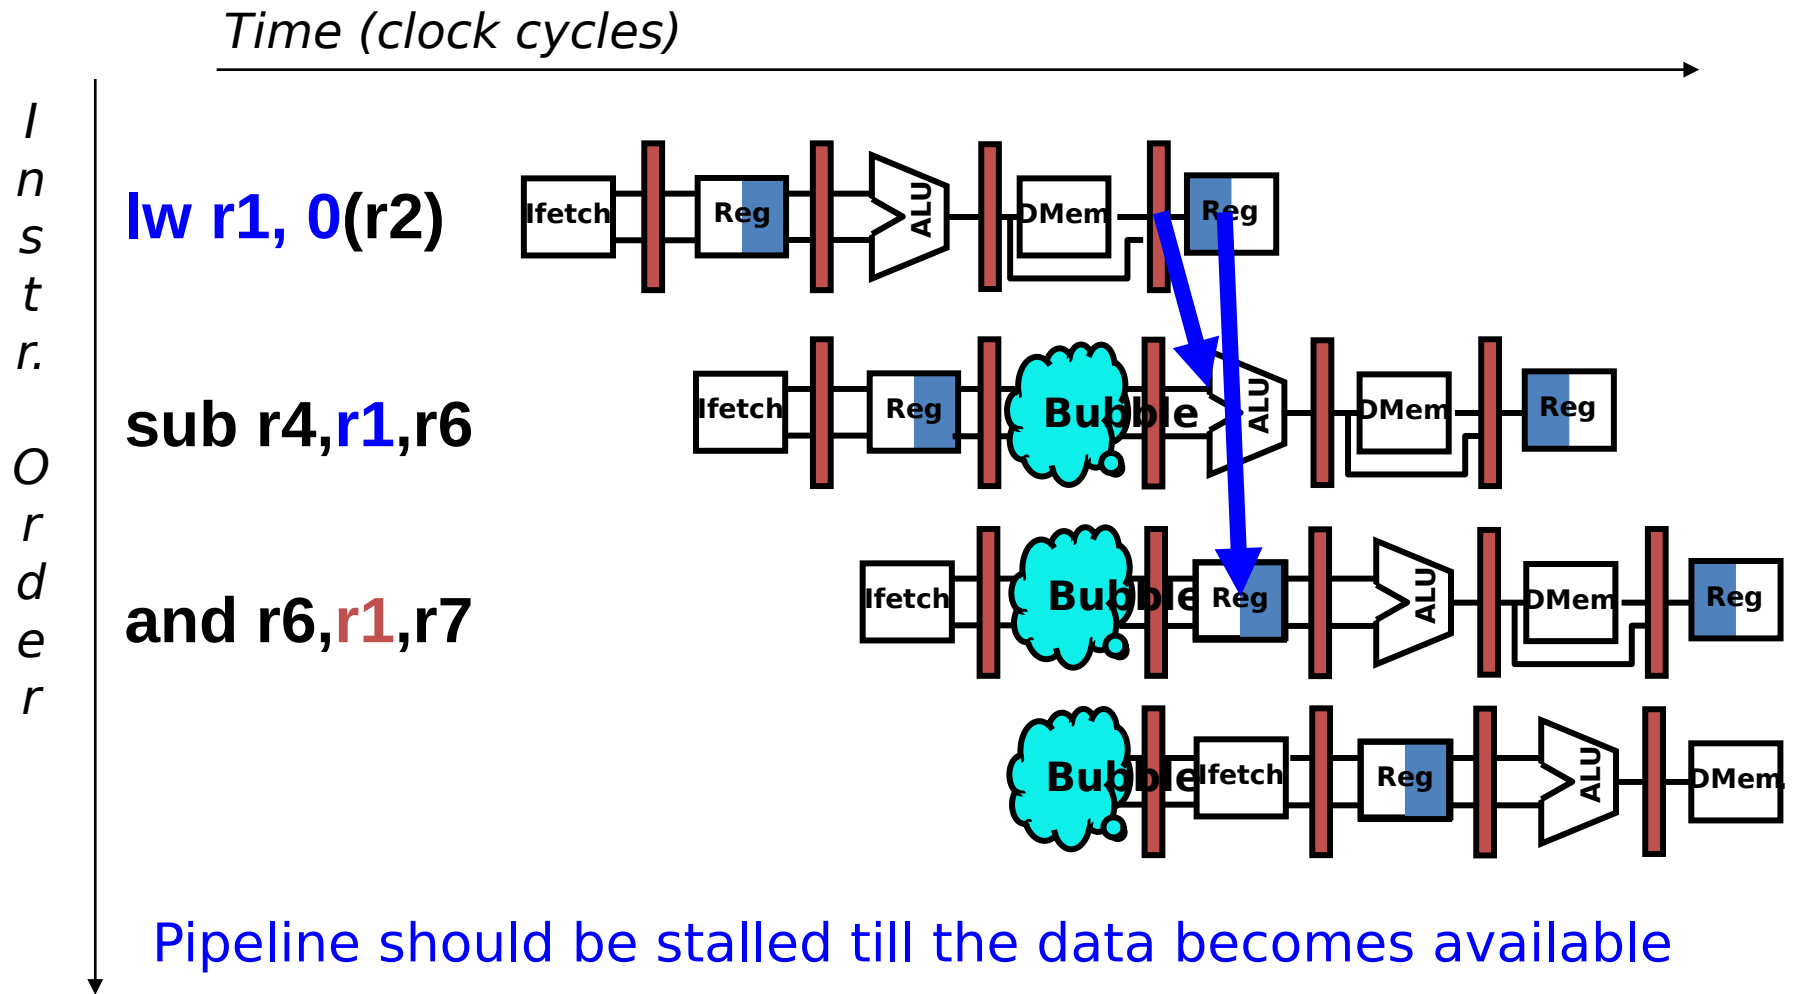 Time (clock cycles)
Instr. Order
lw r1, 0(r2)
Ifetch Reg ALU DMem Reg
sub r4,r1,r6
Ifetch Reg Bubble ALU DMem Reg
and r6,r1,r7
Ifetch Bubble Reg ALU DMem Reg
Bubble Ifetch Reg ALU DMem
Pipeline should be stalled till the data becomes available